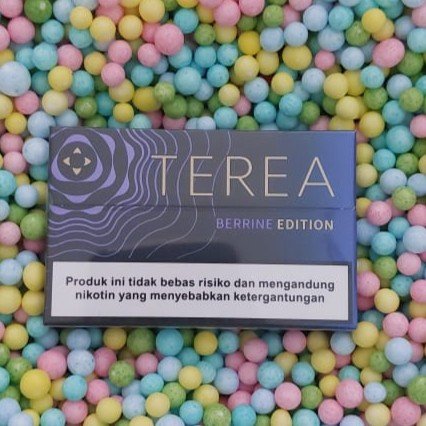 TEREA
BERRINE EDITION
Produk ini tidak bebas risiko dan mengandung
nikotin yang menyebabkan ketergantungan